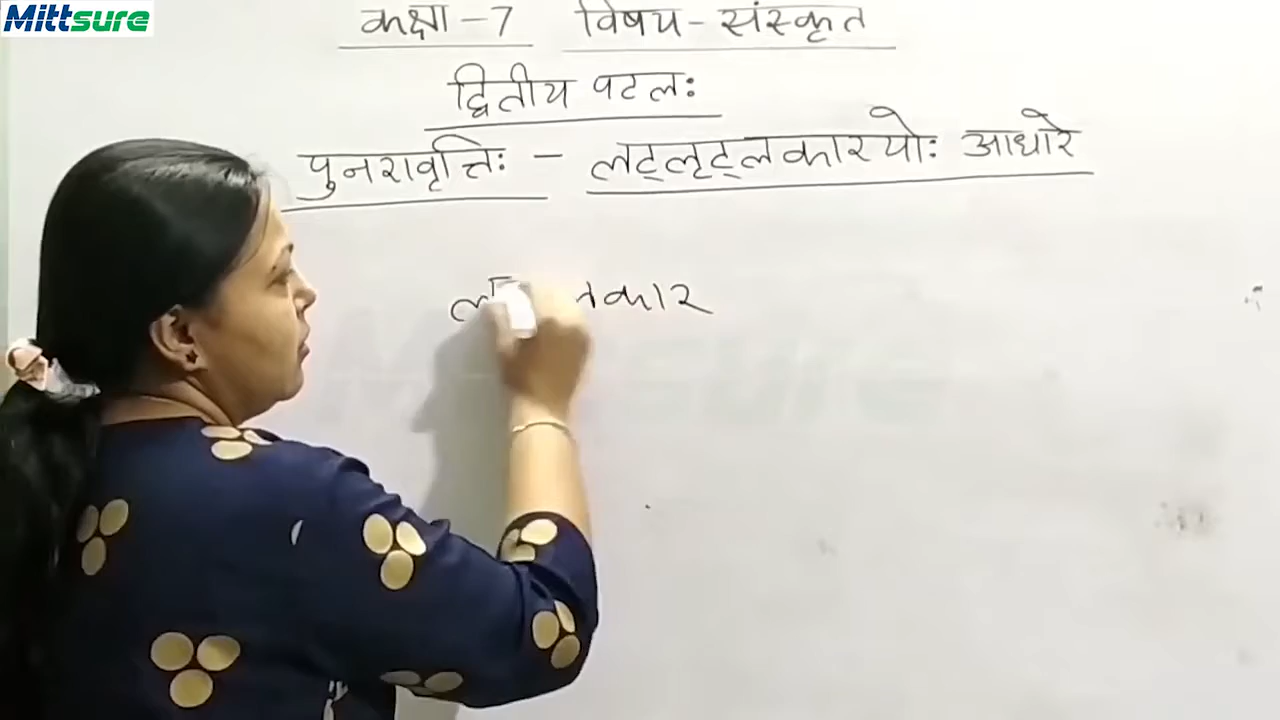 Mittsure
कक्षा -7 विषय- संस्कृत
द्वितीय पटलः
पुनरावृत्तिः - लट्लृट्लकारयोः आधारे